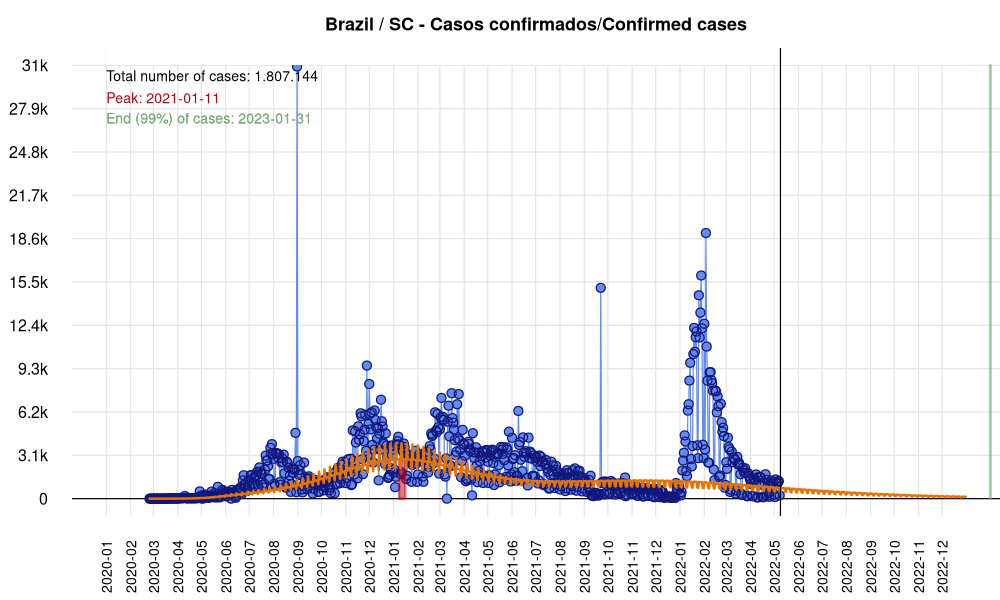 Brazil / SC - Casos confirmados/Confirmed cases
Total number of cases: 1.807.144
Peak: 2021-01-11
End (99%) of cases: 2023-01-31
31k
27.9k
24.8k
21.7k
18.6k
15.5k
12.4k
9.3k
6.2k
3.1k
0
2020-01
2020-02
2020-03
2020-04
2020-05
2020-06
2020-07
2020-08
2020-09
2020-10
2020-11
2020-12
2021-01
2021-02
2021-03
2021-04
2021-05
2021-06
2021-07
2021-08
2021-09
2021-10
2021-11
2021-12
2022-01
2022-02
2022-03
2022-04
2022-05
2022-06
2022-07
2022-08
2022-09
2022-10
2022-11
2022-12